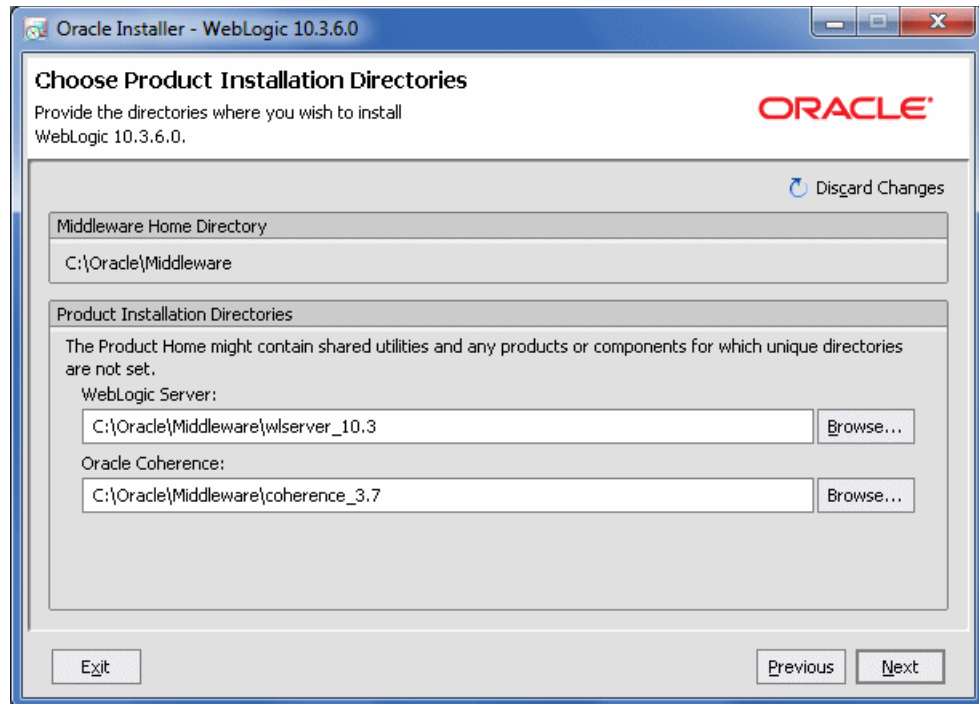 Oracle Installer - WebLogic 10.3.6.0
Choose Product Installation Directories
Provide the directories where you wish to install
WebLogic 10.3.6.0.
ORACLE
Discard Changes
Middleware Home Directory
C:\Oracle\Middleware
Product Installation Directories
The Product Home might contain shared utilities and any products or components for which unique directories
are not set.
WebLogic Server:
C:\Oracle\Middleware\wlserver_10.3
Browse...
Oracle Coherence:
C:\Oracle\Middleware\coherence_3.7
Browse...
Exit
Previous
Next